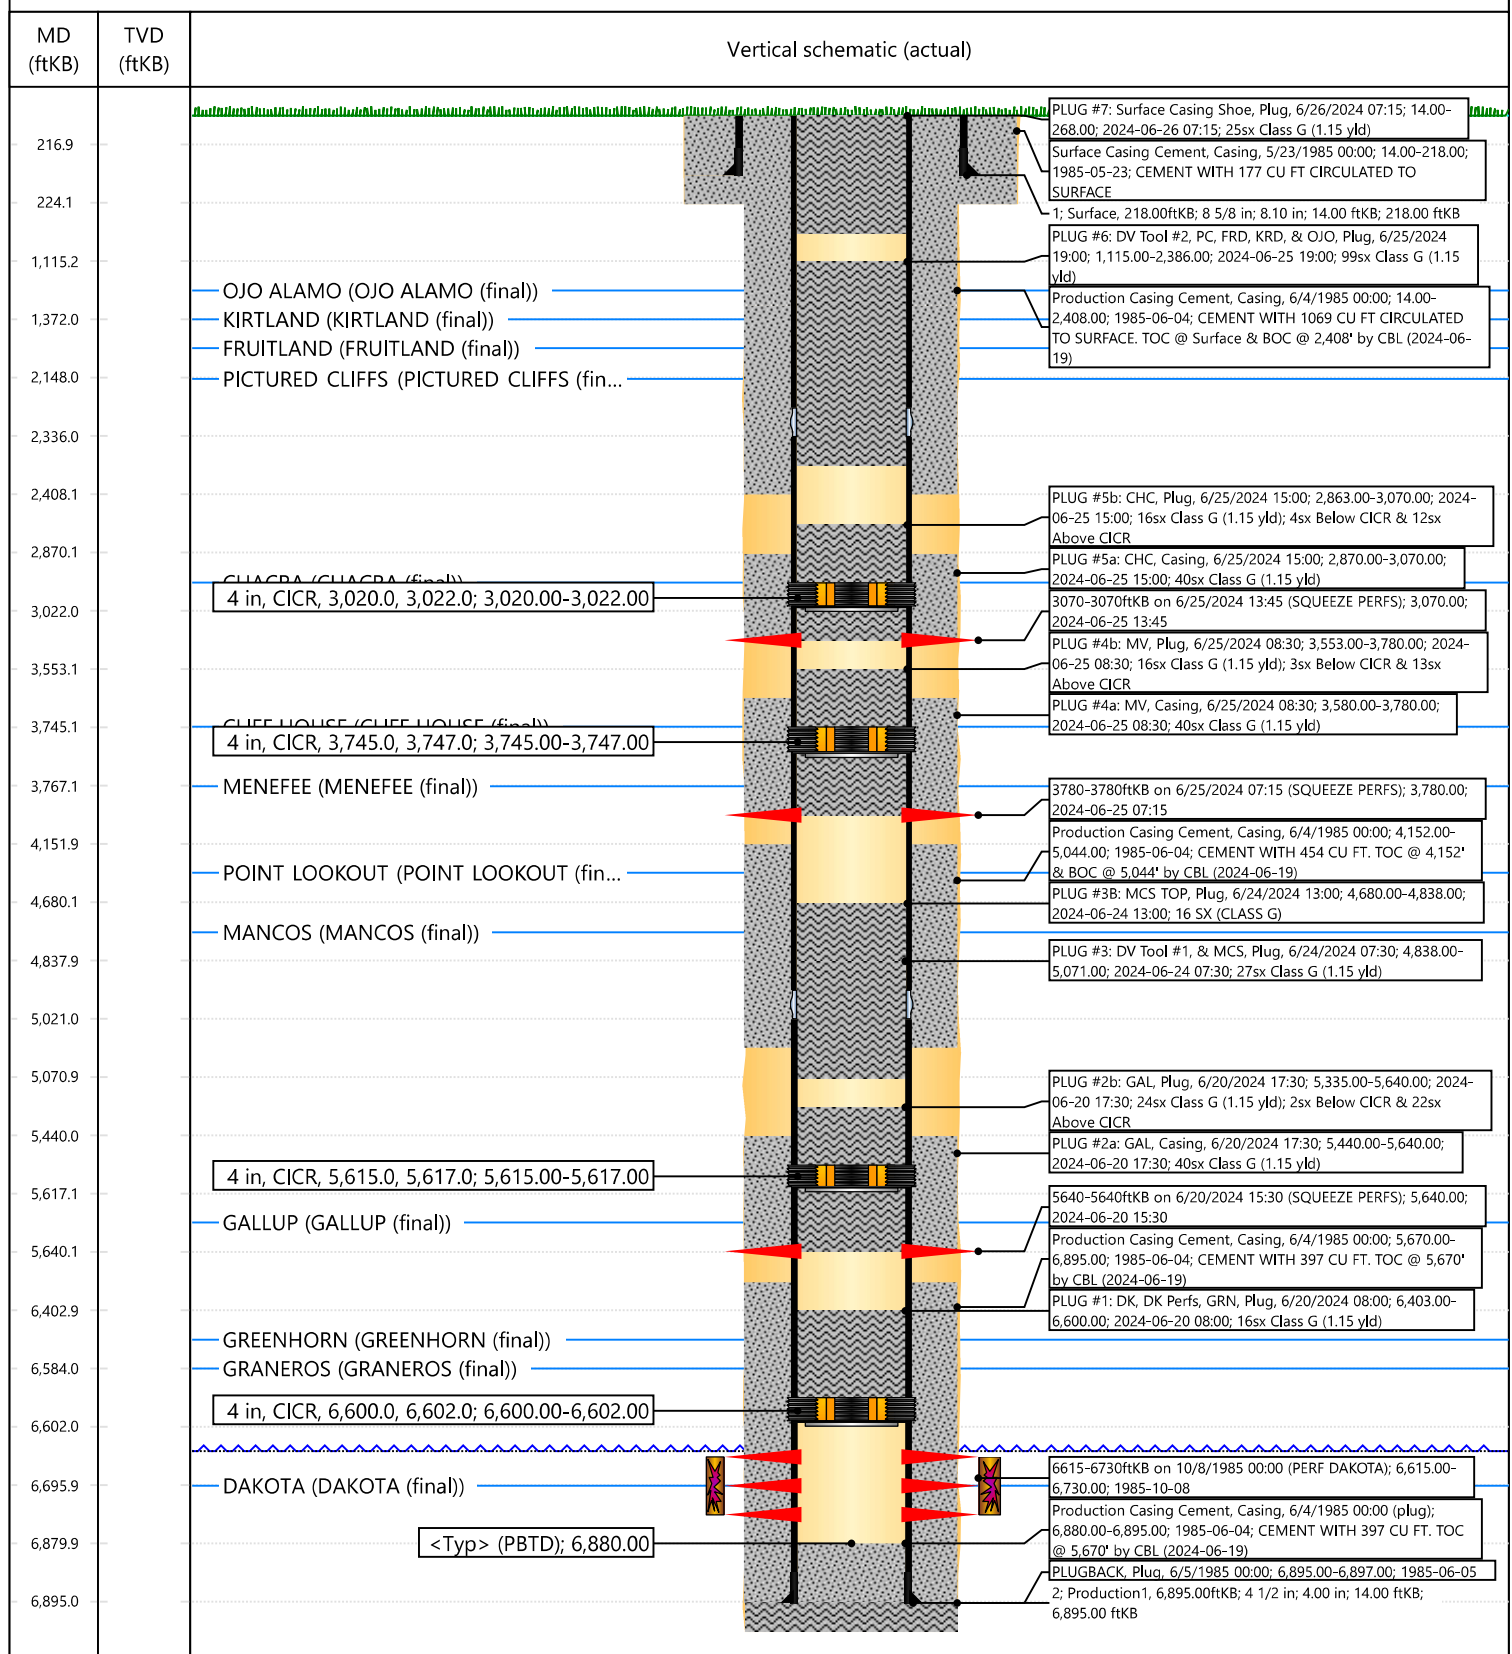 MD
(ftKB)
TVD
(ftKB)
Vertical schematic (actual)
216.9
224.1
1,115.2
1,372.0
2,148.0
2,336.0
2,408.1
2,870.1
3,022.0
3,553.1
3,745.1
3,767.1
4,151.9
4,680.1
4,837.9
5,021.0
5,070.9
5,440.0
5,617.1
5,640.1
6,402.9
6,584.0
6,602.0
6,695.9
6,879.9
6,895.0
OJO ALAMO (OJO ALAMO (final))
KIRTLAND (KIRTLAND (final))
FRUITLAND (FRUITLAND (final))
PICTURED CLIFFS (PICTURED CLIFFS (fin...
CHACRA (CHACRA (final))
4 in, CICR, 3,020.0, 3,022.0; 3,020.00-3,022.00
CLIFF HOUSE (CLIFF HOUSE (final))
4 in, CICR, 3,745.0, 3,747.0; 3,745.00-3,747.00
MENEFEE (MENEFEE (final))
POINT LOOKOUT (POINT LOOKOUT (fin...
MANCOS (MANCOS (final))
4 in, CICR, 5,615.0, 5,617.0; 5,615.00-5,617.00
GALLUP (GALLUP (final))
GREENHORN (GREENHORN (final))
GRANEROS (GRANEROS (final))
4 in, CICR, 6,600.0, 6,602.0; 6,600.00-6,602.00
DAKOTA (DAKOTA (final))
<Typ> (PBTD); 6,880.00
PLUG #7: Surface Casing Shoe, Plug, 6/26/2024 07:15; 14.00-
268.00; 2024-06-26 07:15; 25sx Class G (1.15 yld)
Surface Casing Cement, Casing, 5/23/1985 00:00; 14.00-218.00;
1985-05-23; CEMENT WITH 177 CU FT CIRCULATED TO
SURFACE
1; Surface, 218.00ftKB; 8 5/8 in; 8.10 in; 14.00 ftKB; 218.00 ftKB
PLUG #6: DV Tool #2, PC, FRD, KRD, & OJO, Plug, 6/25/2024
19:00; 1,115.00-2,386.00; 2024-06-25 19:00; 99sx Class G (1.15
yld)
Production Casing Cement, Casing, 6/4/1985 00:00; 14.00-
2,408.00; 1985-06-04; CEMENT WITH 1069 CU FT CIRCULATED
TO SURFACE. TOC @ Surface & BOC @ 2,408' by CBL (2024-06-
19)
PLUG #5b: CHC, Plug, 6/25/2024 15:00; 2,863.00-3,070.00; 2024-
06-25 15:00; 16sx Class G (1.15 yld); 4sx Below CICR & 12sx
Above CICR
PLUG #5a: CHC, Casing, 6/25/2024 15:00; 2,870.00-3,070.00;
2024-06-25 15:00; 40sx Class G (1.15 yld)
3070-3070ftKB on 6/25/2024 13:45 (SQUEEZE PERFS); 3,070.00;
2024-06-25 13:45
PLUG #4b: MV, Plug, 6/25/2024 08:30; 3,553.00-3,780.00; 2024-
06-25 08:30; 16sx Class G (1.15 yld); 3sx Below CICR & 13sx
Above CICR
PLUG #4a: MV, Casing, 6/25/2024 08:30; 3,580.00-3,780.00;
2024-06-25 08:30; 40sx Class G (1.15 yld)
3780-3780ftKB on 6/25/2024 07:15 (SQUEEZE PERFS); 3,780.00;
2024-06-25 07:15
Production Casing Cement, Casing, 6/4/1985 00:00; 4,152.00-
5,044.00; 1985-06-04; CEMENT WITH 454 CU FT. TOC @ 4,152'
& BOC @ 5,044' by CBL (2024-06-19)
PLUG #3B: MCS TOP, Plug, 6/24/2024 13:00; 4,680.00-4,838.00;
2024-06-24 13:00; 16 SX (CLASS G)
PLUG #3: DV Tool #1, & MCS, Plug, 6/24/2024 07:30; 4,838.00-
5,071.00; 2024-06-24 07:30; 27sx Class G (1.15 yld)
PLUG #2b: GAL, Plug, 6/20/2024 17:30; 5,335.00-5,640.00; 2024-
06-20 17:30; 24sx Class G (1.15 yld); 2sx Below CICR & 22sx
Above CICR
PLUG #2a: GAL, Casing, 6/20/2024 17:30; 5,440.00-5,640.00;
2024-06-20 17:30; 40sx Class G (1.15 yld)
5640-5640ftKB on 6/20/2024 15:30 (SQUEEZE PERFS); 5,640.00;
2024-06-20 15:30
Production Casing Cement, Casing, 6/4/1985 00:00; 5,670.00-
6,895.00; 1985-06-04; CEMENT WITH 397 CU FT. TOC @ 5,670'
by CBL (2024-06-19)
PLUG #1: DK, DK Perfs, GRN, Plug, 6/20/2024 08:00; 6,403.00-
6,600.00; 2024-06-20 08:00; 16sx Class G (1.15 yld)
6615-6730ftKB on 10/8/1985 00:00 (PERF DAKOTA); 6,615.00-
6,730.00; 1985-10-08
Production Casing Cement, Casing, 6/4/1985 00:00 (plug);
6,880.00-6,895.00; 1985-06-04; CEMENT WITH 397 CU FT. TOC
@ 5,670' by CBL (2024-06-19)
PLUGBACK, Plug, 6/5/1985 00:00; 6,895.00-6,897.00; 1985-06-05
2; Production1, 6,895.00ftKB; 4 1/2 in; 4.00 in; 14.00 ftKB;
6,895.00 ftKB